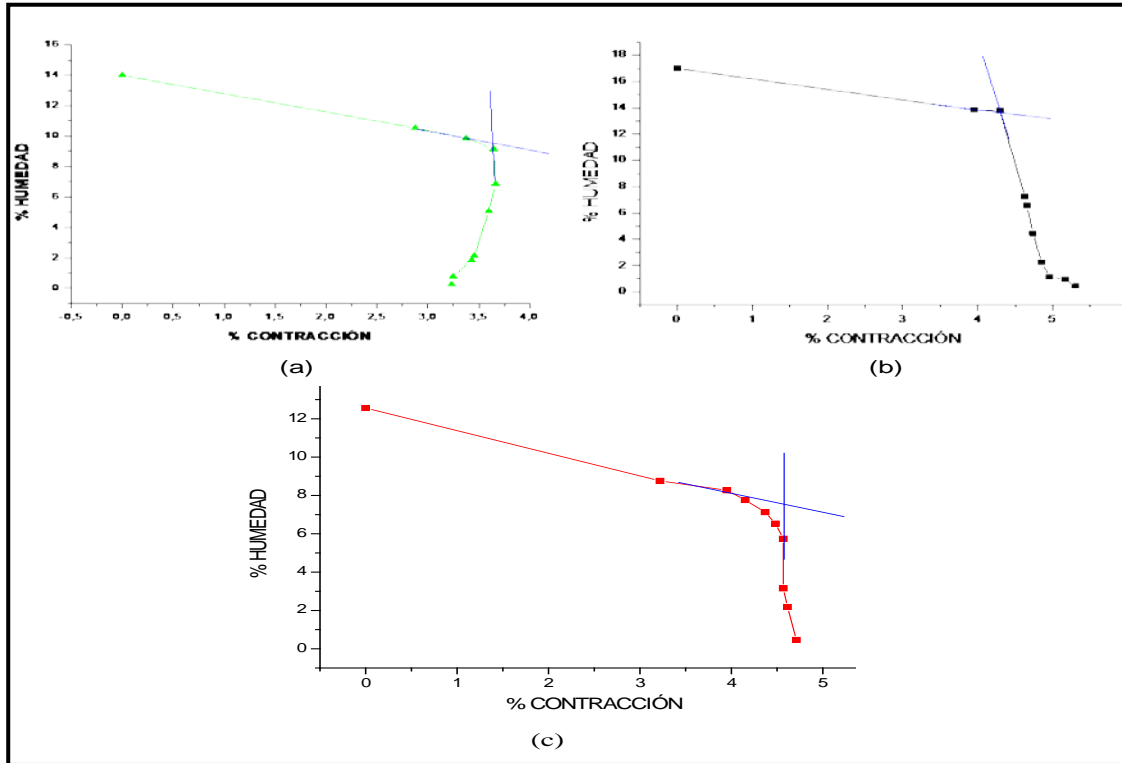 16
14
12
10
8
6
4
2
0
% HUMEDAD
-0,5 0,0 0,5 1,0 1,5 2,0 2,5 3,0 3,5 4,0
% CONTRACCIÓN
(a)
18
16
14
12
10
8
6
4
2
0
% HUMEDAD
0 1 2 3 4 5
% CONTRACCIÓN
(b)
12
10
8
6
4
2
0
% HUMEDAD
0 1 2 3 4 5
% CONTRACCIÓN
(c)